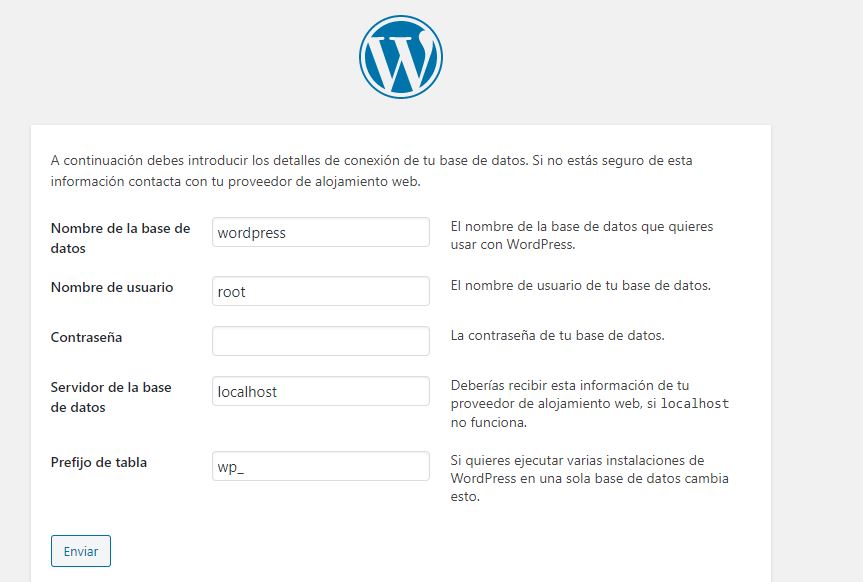 A continuación debes introducir los detalles de conexión de tu base de datos. Si no estás seguro de esta
información contacta con tu proveedor de alojamiento web.
Nombre de la base de
datos
wordpress
El nombre de la base de datos que quieres
usar con WordPress.
Nombre de usuario
root
El nombre de usuario de tu base de datos.
Contraseña
La contraseña de tu base de datos.
Servidor de la base
de datos
localhost
Deberías recibir esta información de tu
proveedor de alojamiento web, si localhost
no funciona.
Prefijo de tabla
wp_
Si quieres ejecutar varias instalaciones de
WordPress en una sola base de datos cambia
esto.
Enviar